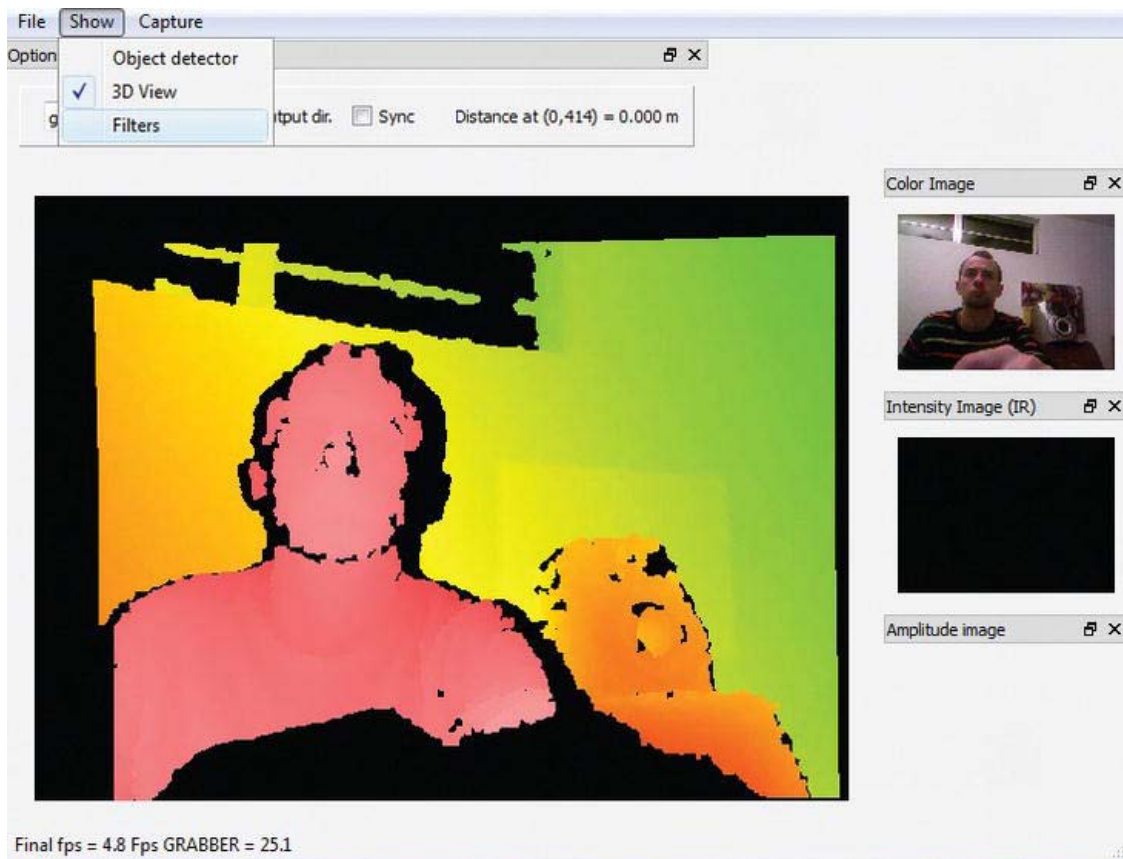 File Show Capture
Option
Object detector
3D View
Filters
tput dir. Sync Distance at (0,414) = 0.000 m
Color Image
Intensity Image (IR)
Amplitude image
Final fps = 4.8 Fps GRABBER = 25.1